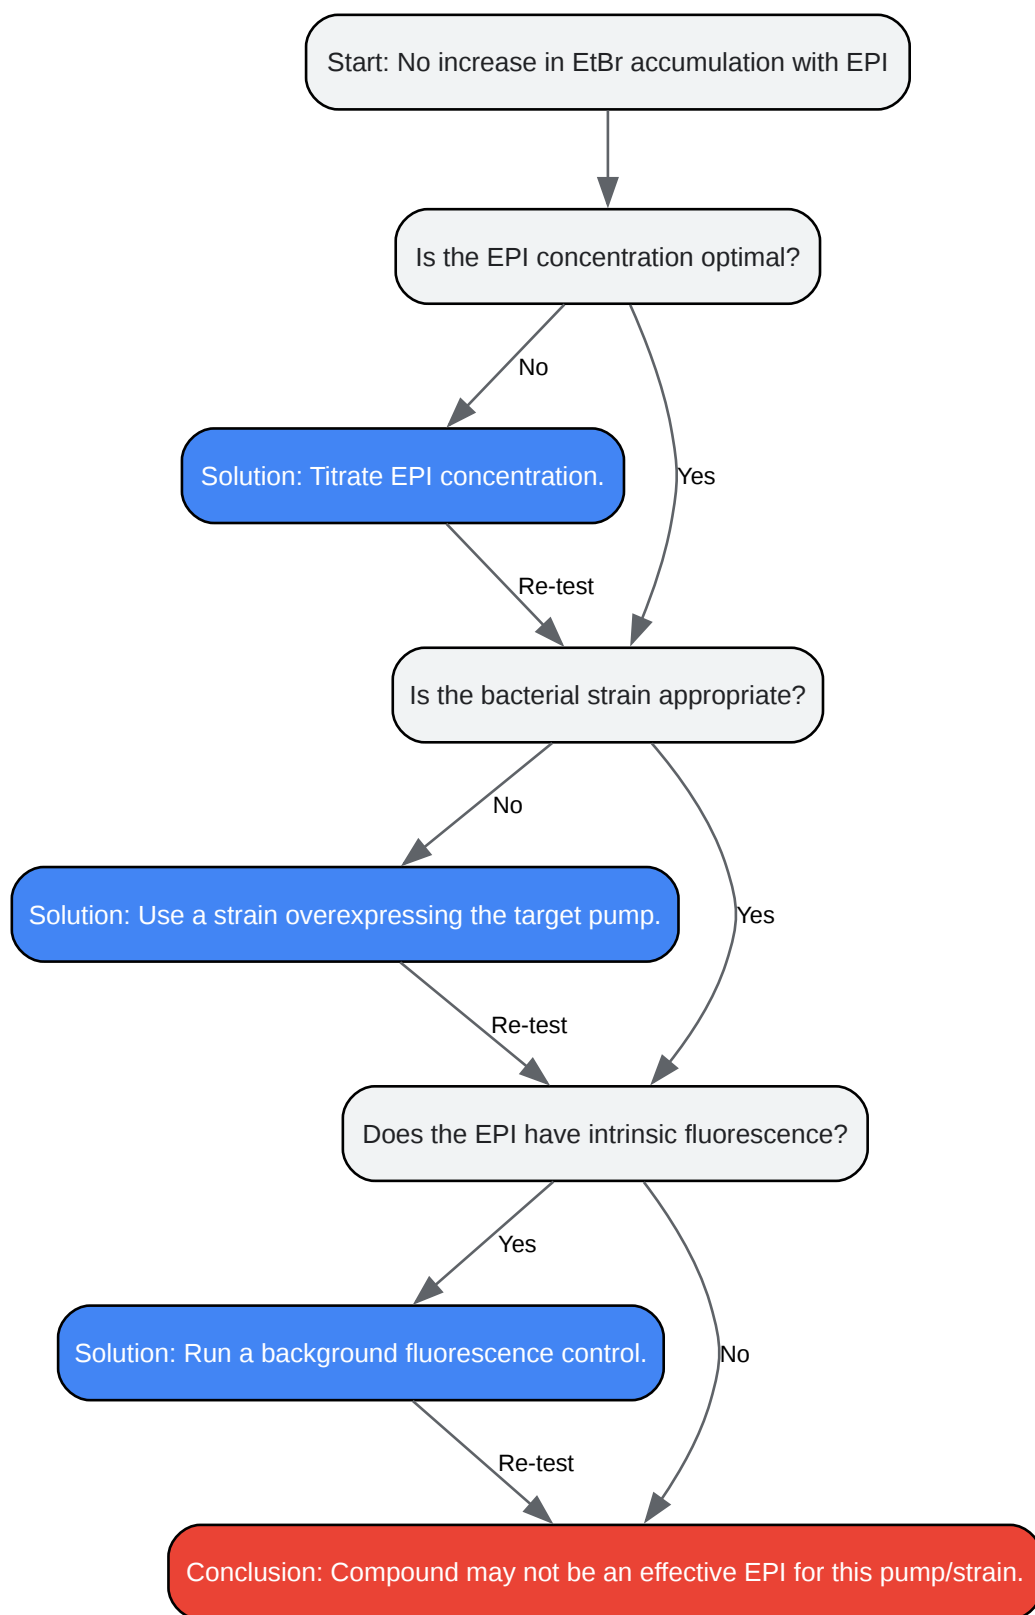 Start: No increase in EtBr accumulation with EPI
Is the EPI concentration optimal?
No
Solution: Titrate EPI concentration.
Yes
Re-test
Is the bacterial strain appropriate?
No
Solution: Use a strain overexpressing the target pump.
Yes
Re-test
Does the EPI have intrinsic fluorescence?
Yes
Solution: Run a background fluorescence control.
No
Re-test
Conclusion: Compound may not be an effective EPI for this pump/strain.